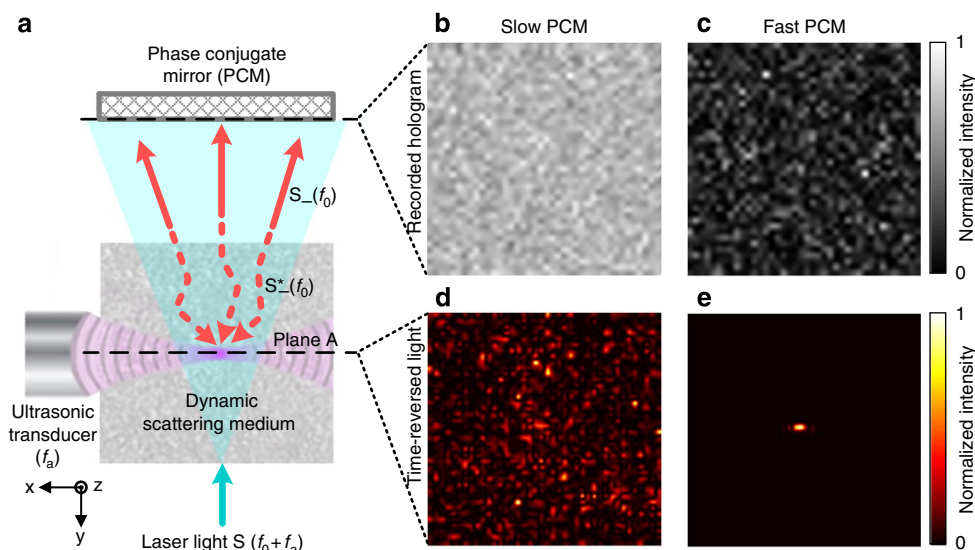 a
Phase conjugate
mirror (PCM)
S–(f0)
S*–(f0)
Plane A
Ultrasonic
transducer
(fa)
Dynamic
scattering medium
x
z
y
Laser light S (f0 + fa)
b
Slow PCM
Recorded hologram
c
Fast PCM
1
Normalized intensity
0
d
Time-reversed light
e
1
Normalized intensity
0